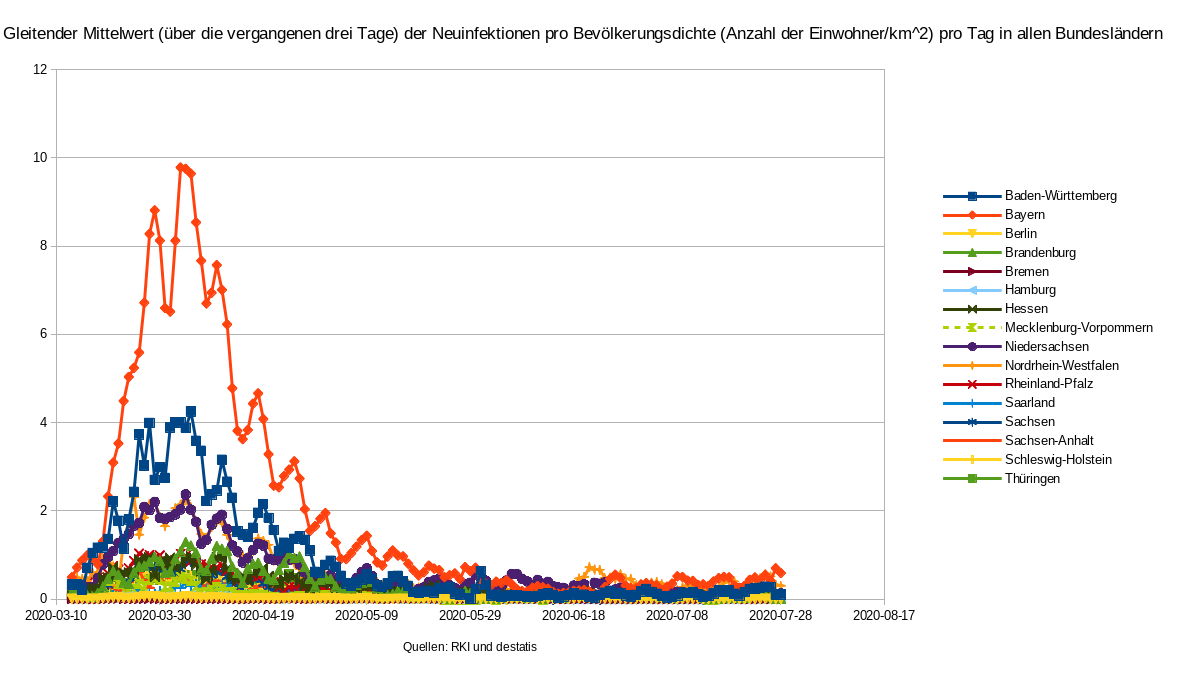 Gleitender Mittelwert (über die vergangenen drei Tage) der Neuinfektionen pro Bevölkerungsdichte (Anzahl der Einwohner/km^2) pro Tag in allen Bundesländern
12
10
8
6
4
2
0
2020-03-10 2020-03-30 2020-04-19 2020-05-09 2020-05-29 2020-06-18 2020-07-08 2020-07-28 2020-08-17
Quellen: RKI und destatis
Baden-Württemberg
Bayern
Berlin
Brandenburg
Bremen
Hamburg
Hessen
Mecklenburg-Vorpommern
Niedersachsen
Nordrhein-Westfalen
Rheinland-Pfalz
Saarland
Sachsen
Sachsen-Anhalt
Schleswig-Holstein
Thüringen